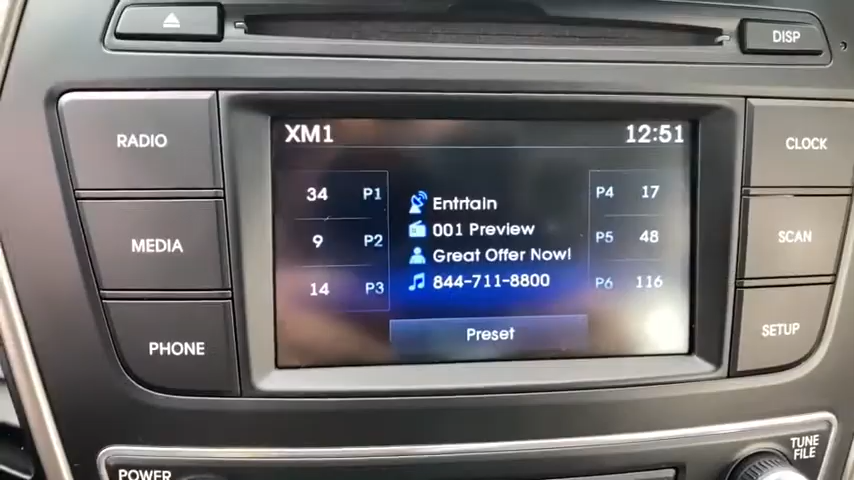 DISP
RADIO
MEDIA
PHONE
XM1
12:51
34 P1
9 P2
14 P3
Entrtain
001 Preview
Great Offer Now!
844-711-8800
P4 17
P5 48
P6 116
Preset
CLOCK
SCAN
SETUP
POWER
TUNE
FILE